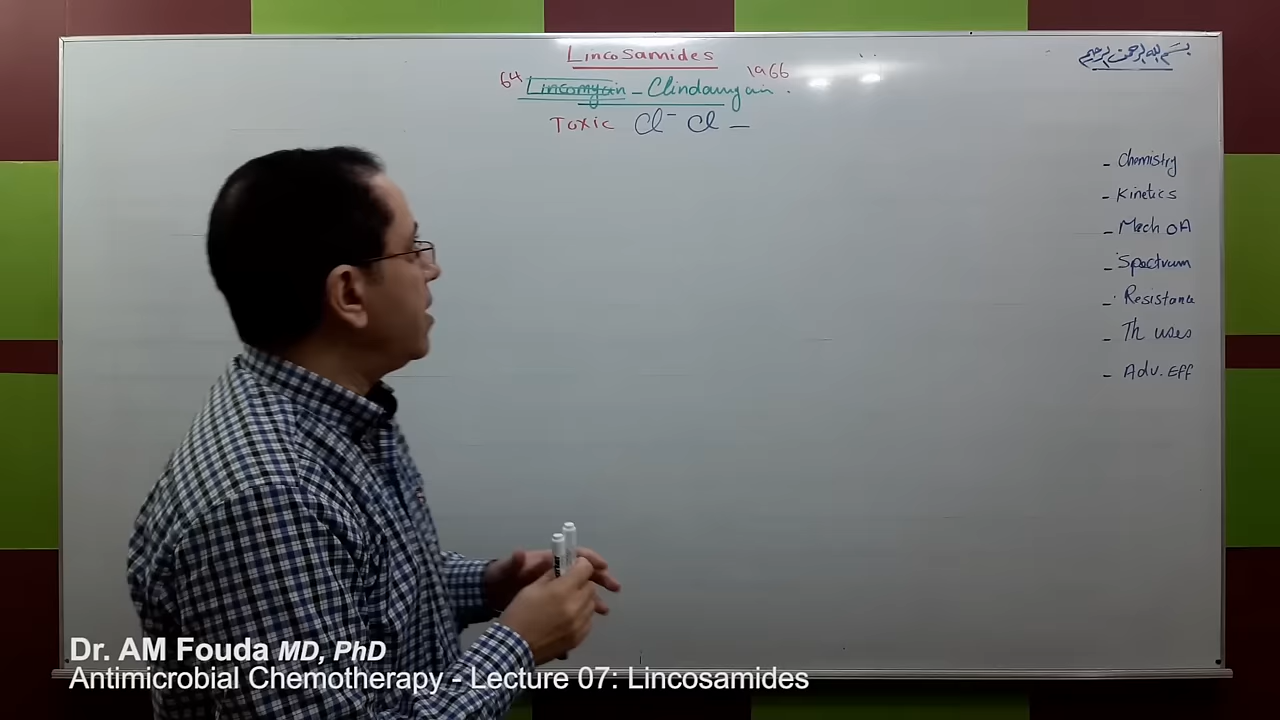 Lincosamides
بسم الله الرحمن الرحيم
64 Lincomycin - Clindamycin. 1966
Toxic Cl⁻ Cl -
- Chemistry
- Kinetics
- Mech OA
- Spectrum
- Resistance
- Th uses
- Adv. Eff
Dr. AM Fouda MD, PhD
Antimicrobial Chemotherapy - Lecture 07: Lincosamides